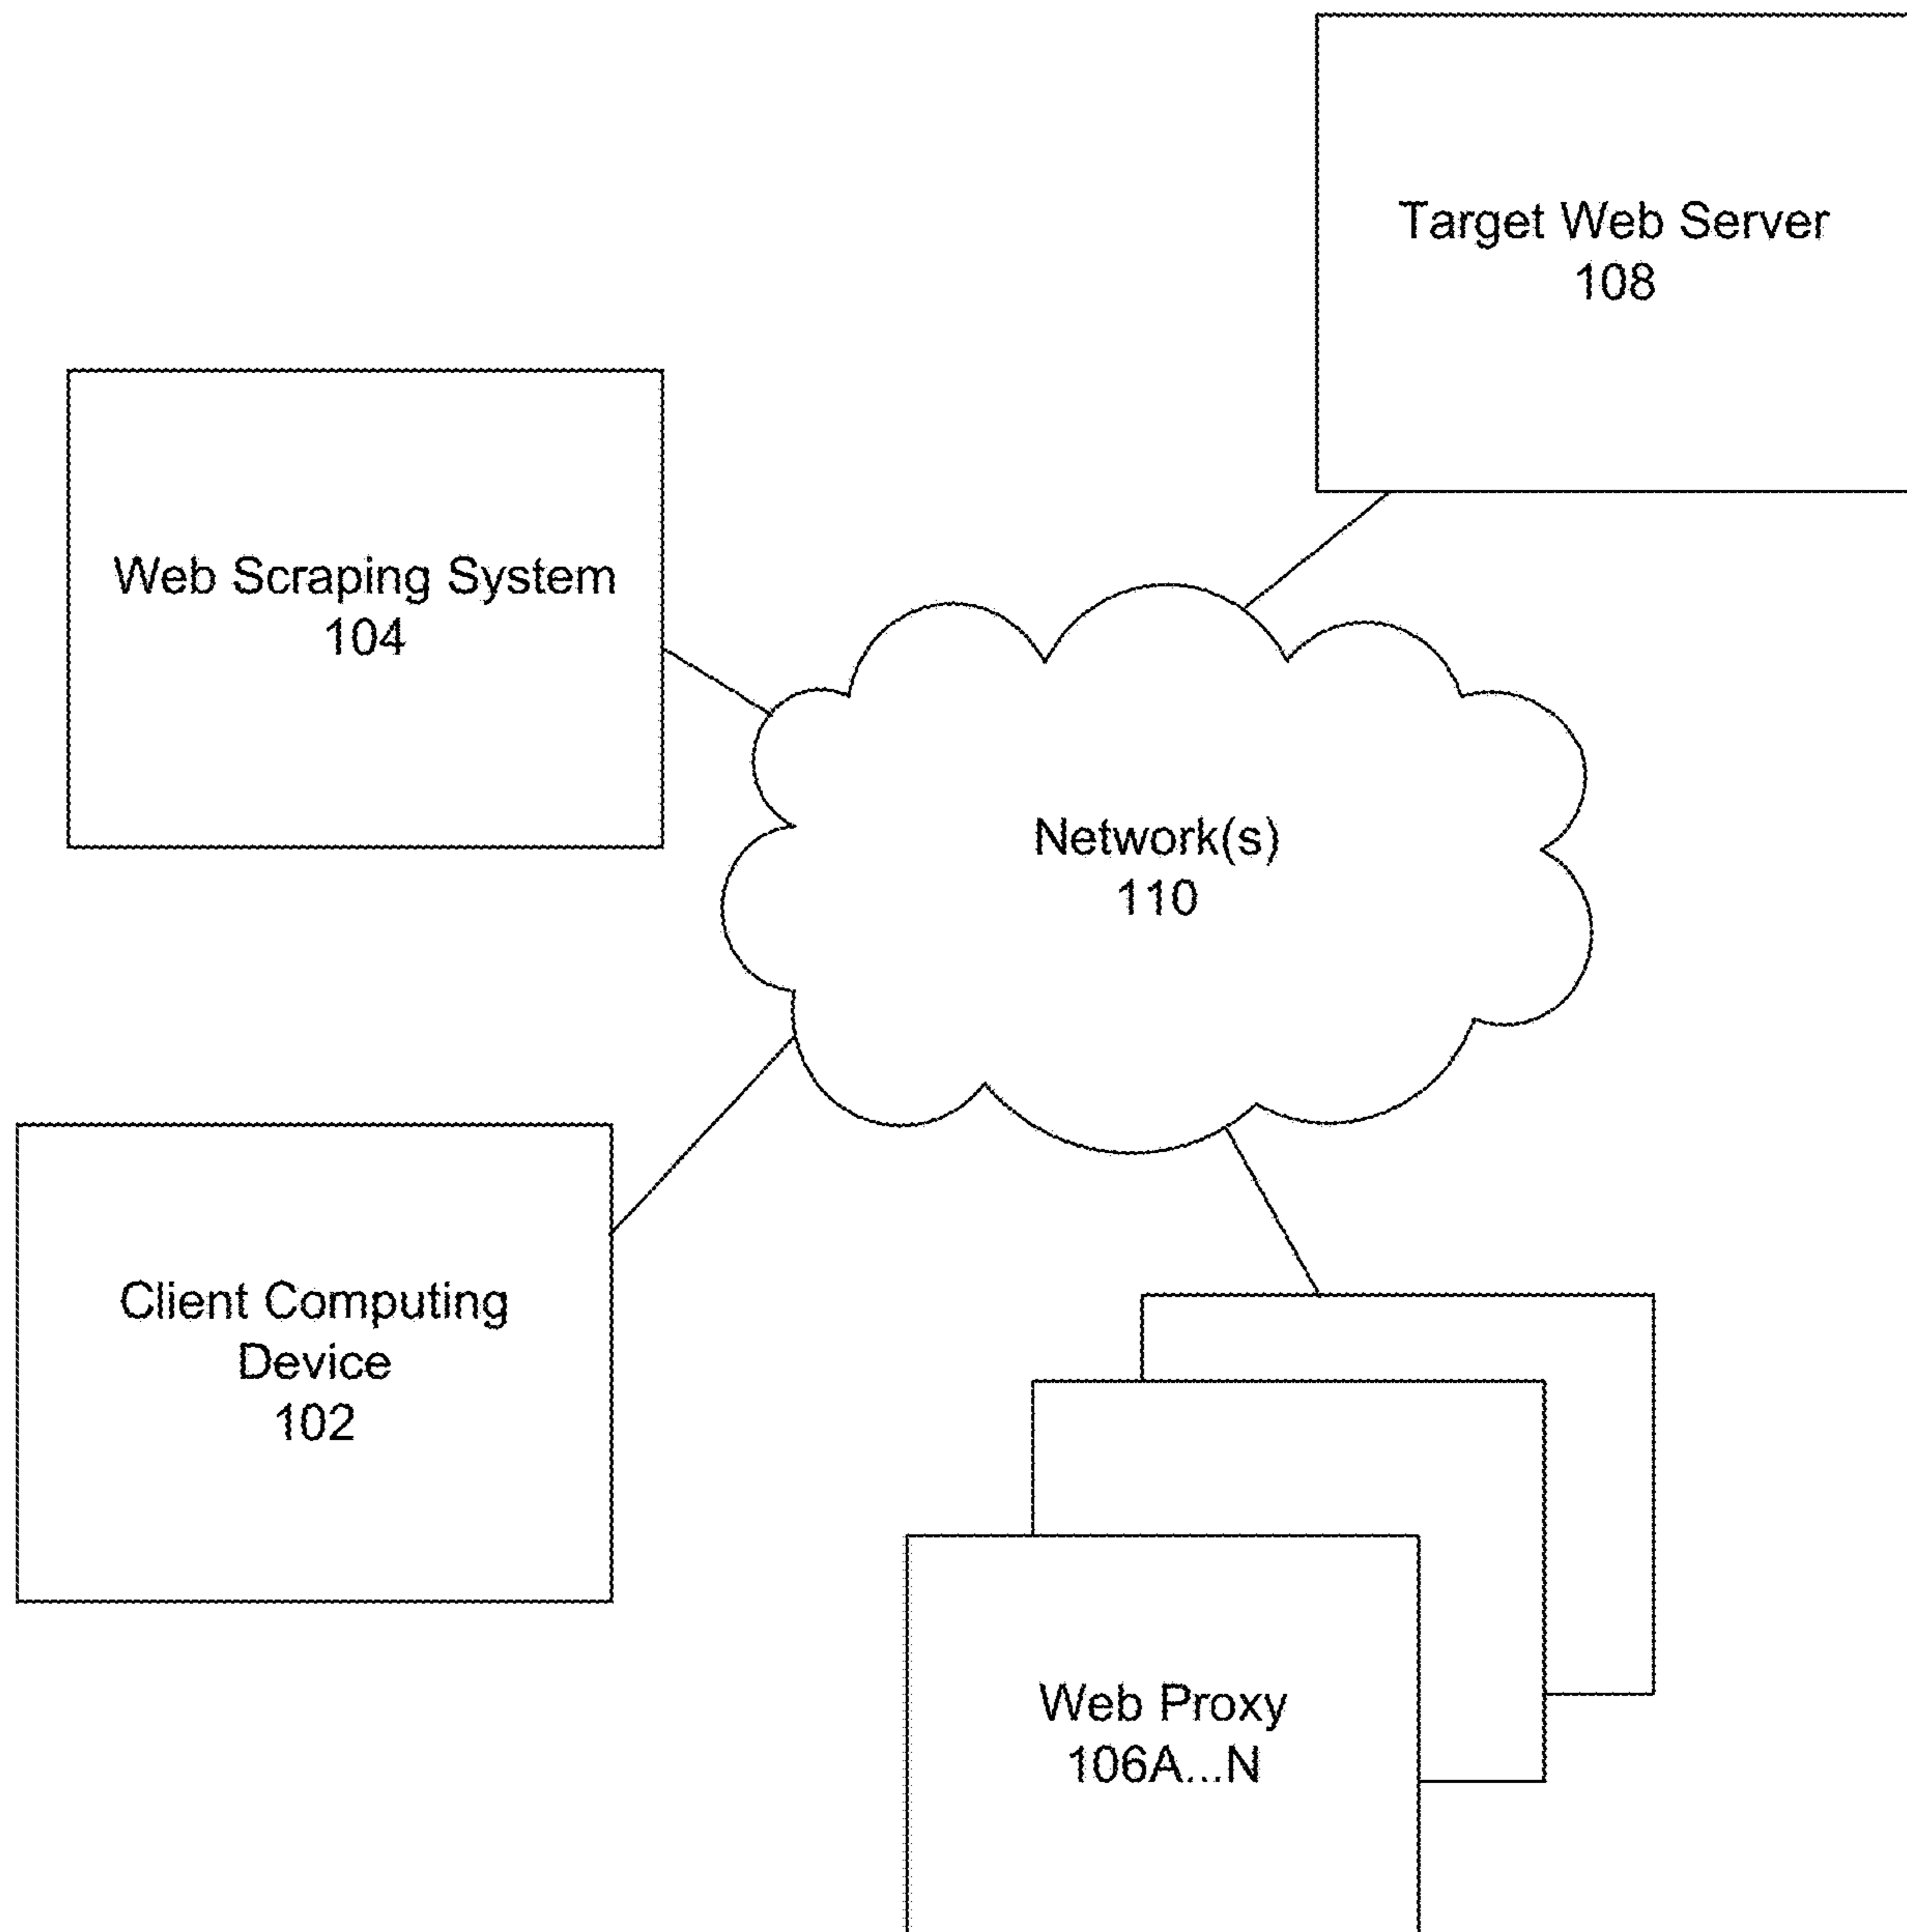 Target Web Server
108
Web Scraping System
104
Network(s)
110
Client Computing
Device
102
Web Proxy
106A...N